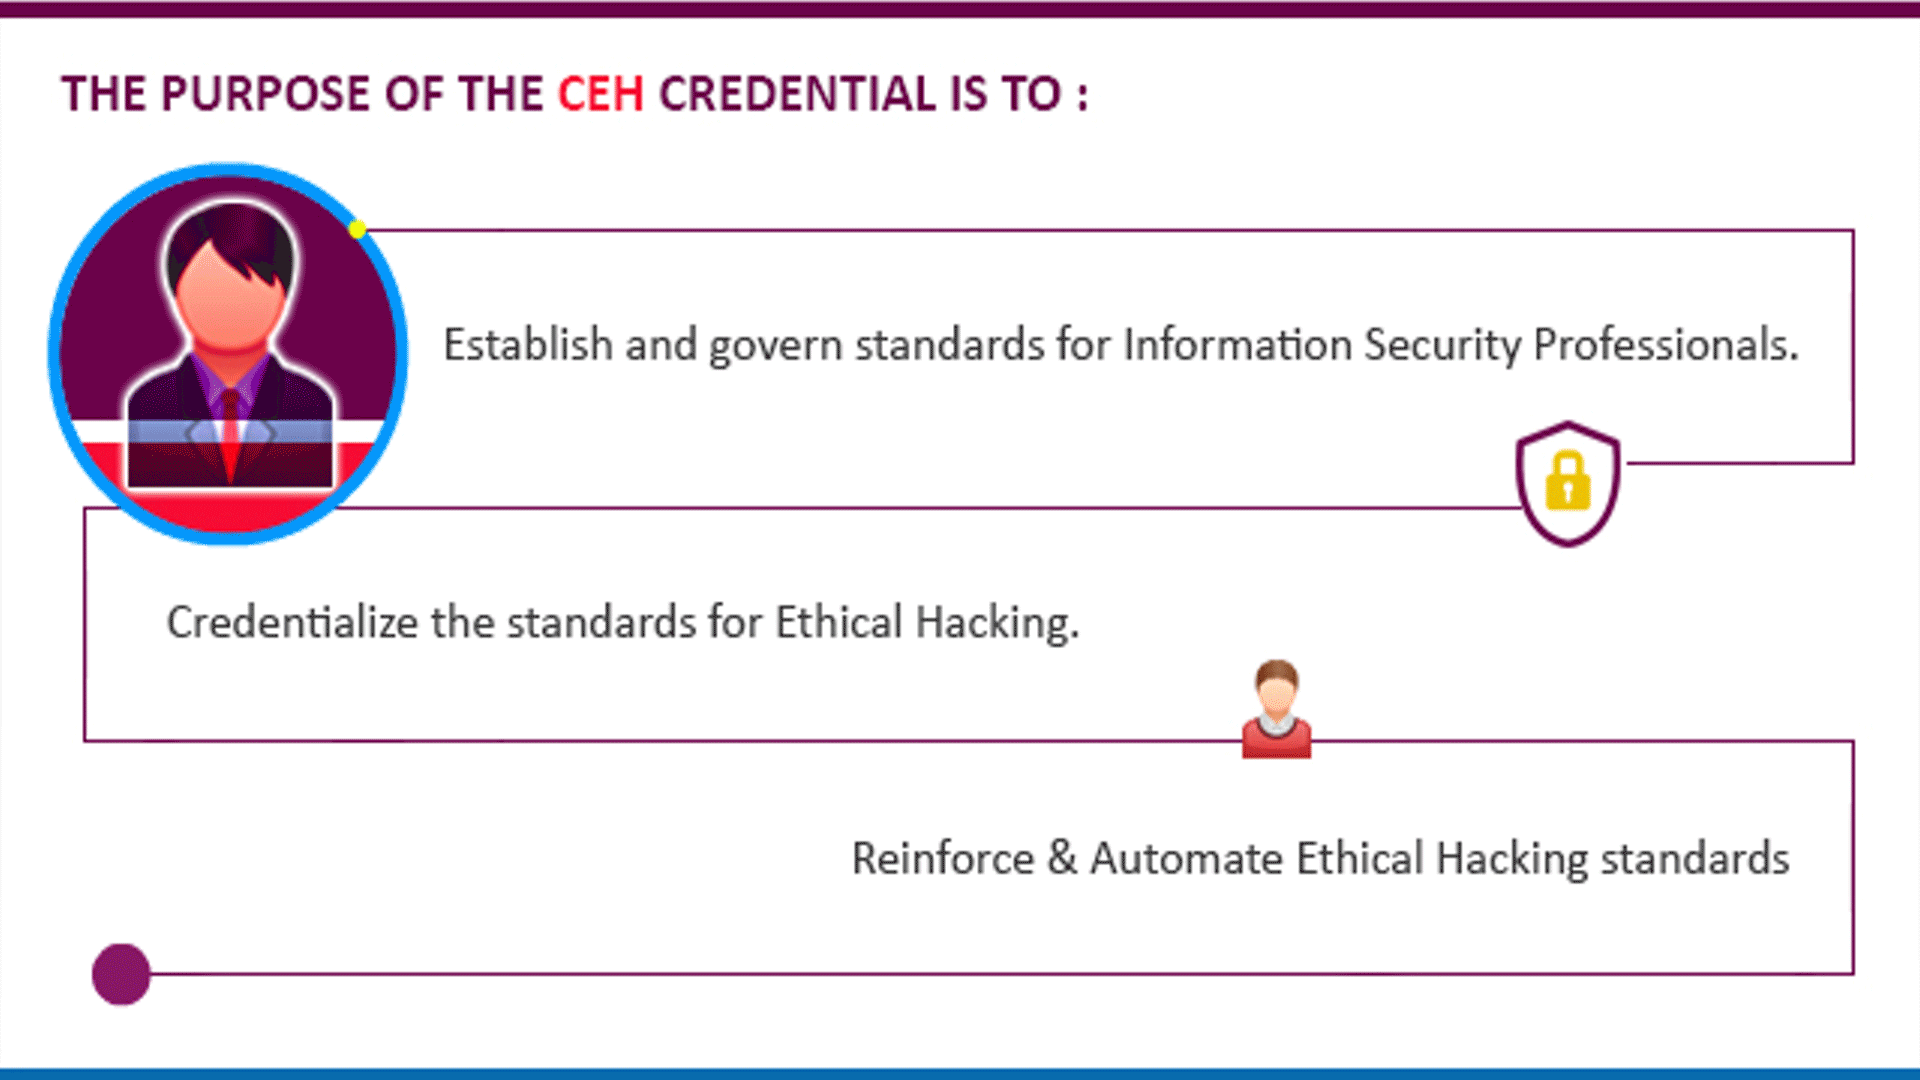 THE PURPOSE OF THE CEH CREDENTIAL IS TO :
Establish and govern standards for Information Security Professionals.
Credentialize the standards for Ethical Hacking.
Reinforce & Automate Ethical Hacking standards